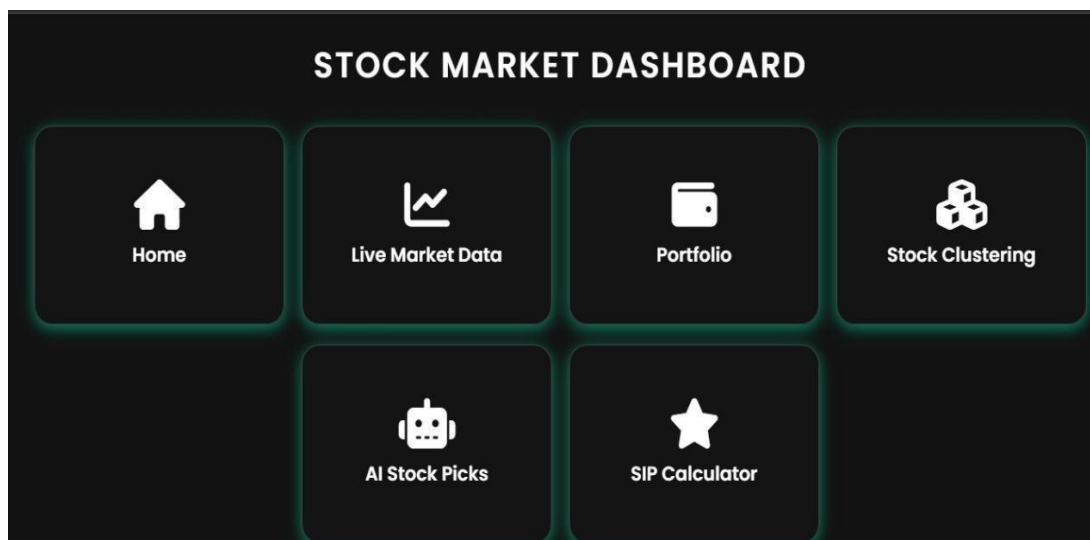 STOCK MARKET DASHBOARD
Home
Live Market Data
Portfolio
Stock Clustering
AI Stock Picks
SIP Calculator